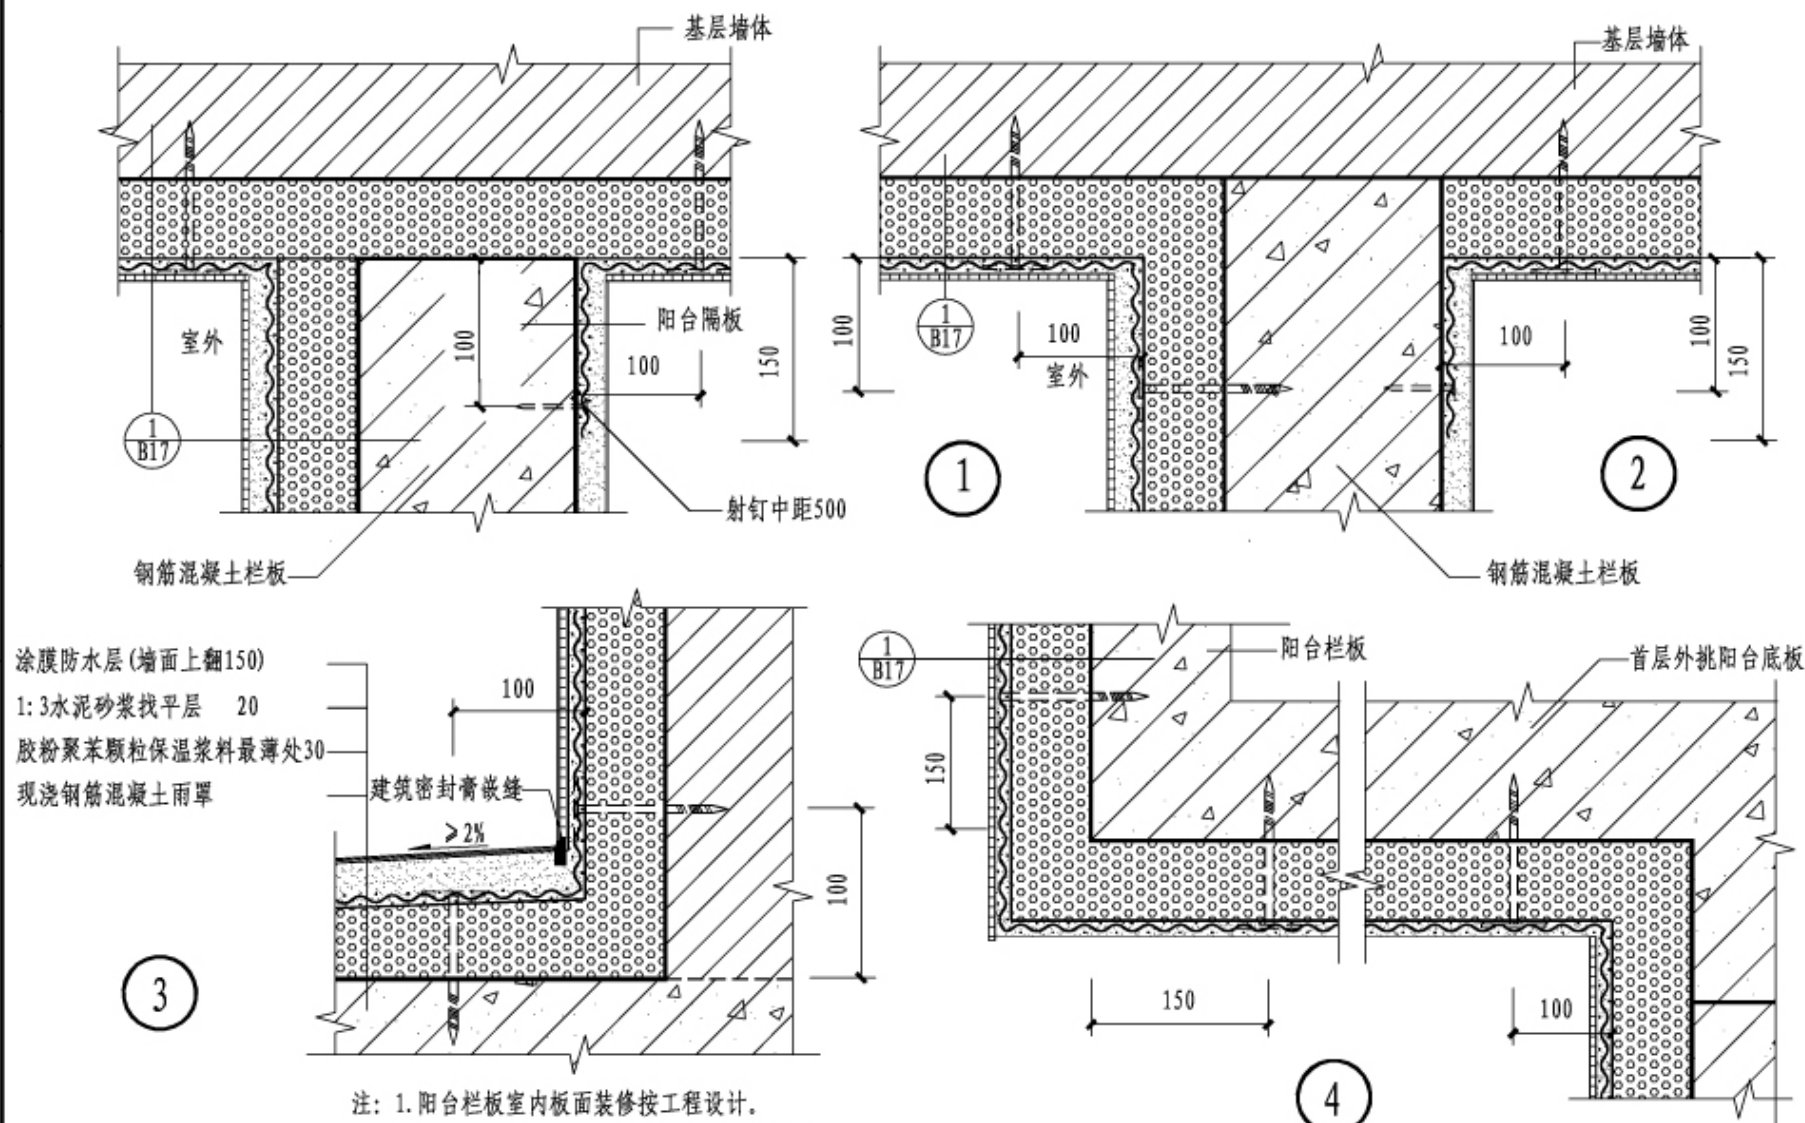 基层墙体
室外
阳台隔板
100
100
150
1
B17
射钉中距500
钢筋混凝土栏板
1
基层墙体
1
B17
100
100
室外
100
100
150
2
钢筋混凝土栏板
涂膜防水层(墙面上翻150)
1:3水泥砂浆找平层 20
胶粉聚苯颗粒保温浆料最薄处30
现浇钢筋混凝土雨罩
100
建筑密封膏嵌缝
≥2%
100
3
1
B17
阳台栏板
首层外挑阳台底板
150
150
100
4
注: 1.阳台栏板室内板面装修按工程设计。